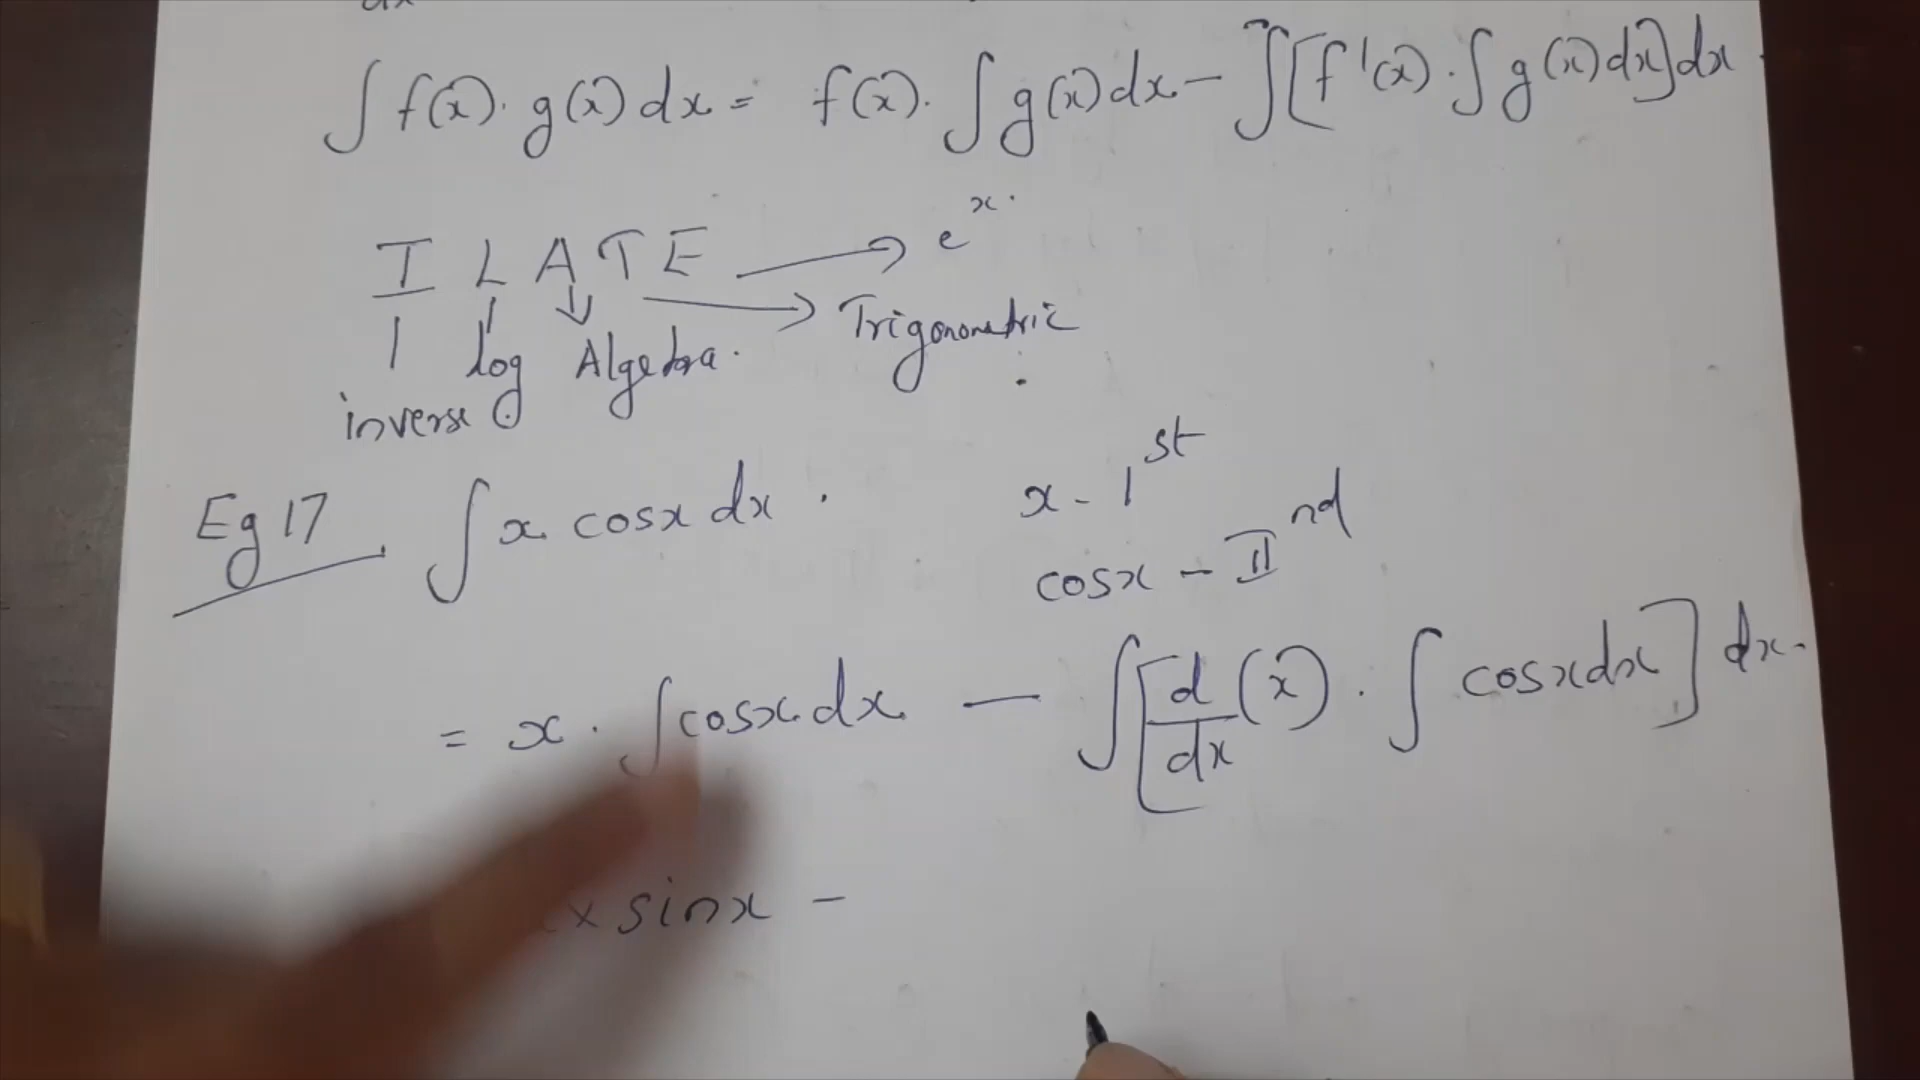 dx
∫ f(x). g(x) dx = f(x). ∫ g(x) dx - ∫[f'(x). ∫ g(x) dx] dx
I L A T E → e^x.
inverse log Algebra. Trigonometric
Eg 17 ∫ x cosx dx. x - 1st
cosx - IInd
= x. ∫ cosx dx - ∫[d/dx (x). ∫ cosx dx] dx.
x sinx -